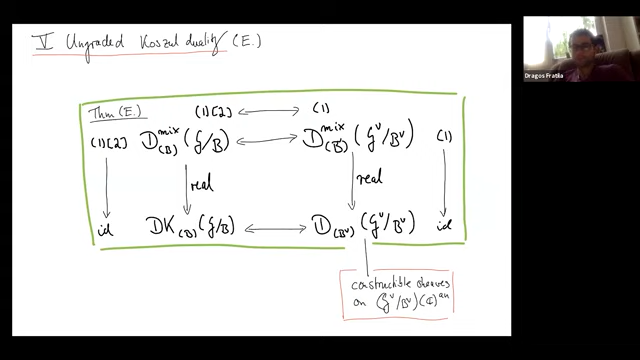 V Ungraded Koszul duality (E.)
Thm (E.) (1)[2] ⟷ (1)
(1)[2] D^mix_(B) (G/B) ⟷ D^mix_(B^∨) (G^∨/B^∨) (1)
real real
id DK_(B) (G/B) ⟷ D_(B^∨) (G^∨/B^∨) id
constructible sheaves
on (G^∨/B^∨)(ℂ)^an
Dragos Fratila